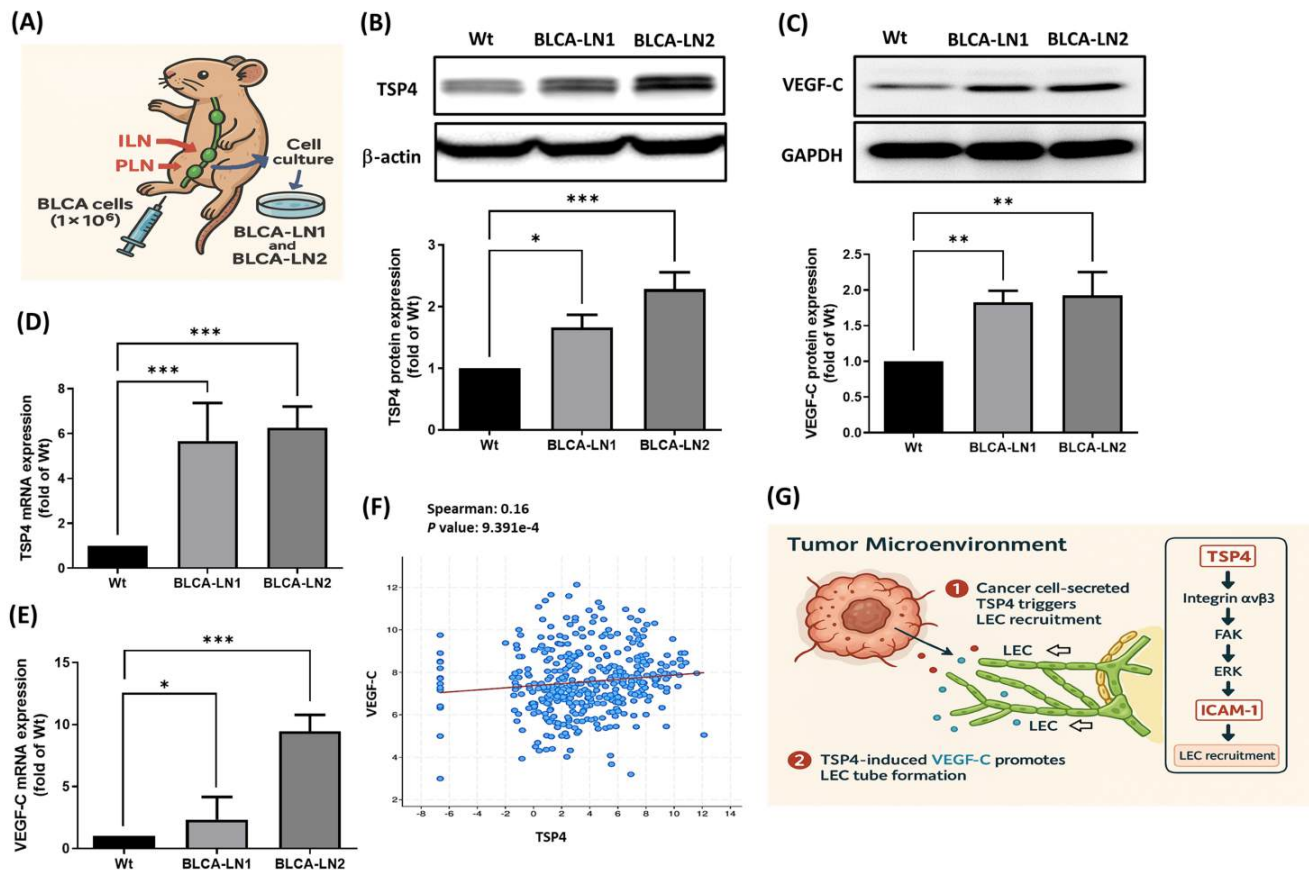 (A)
ILN
PLN
Cell
culture
BLCA cells
(1×10⁶)
BLCA-LN1
and
BLCA-LN2
(B)
Wt BLCA-LN1 BLCA-LN2
TSP4
β-actin
***
*
TSP4 protein expression
(fold of Wt)
3
2
1
0
Wt BLCA-LN1 BLCA-LN2
(C)
Wt BLCA-LN1 BLCA-LN2
VEGF-C
GAPDH
**
**
VEGF-C protein expression
(fold of Wt)
2.5
2.0
1.5
1.0
0.5
0.0
Wt BLCA-LN1 BLCA-LN2
(D)
***
***
TSP4 mRNA expression
(fold of Wt)
8
6
4
2
0
Wt BLCA-LN1 BLCA-LN2
(E)
***
*
VEGF-C mRNA expression
(fold of Wt)
15
10
5
0
Wt BLCA-LN1 BLCA-LN2
(F)
Spearman: 0.16
P value: 9.391e-4
VEGF-C
12
10
8
6
4
2
-8 -6 -4 -2 0 2 4 6 8 10 12 14
TSP4
(G)
Tumor Microenvironment
1 Cancer cell-secreted
TSP4 triggers
LEC recruitment
LEC
LEC
2 TSP4-induced VEGF-C promotes
LEC tube formation
TSP4
Integrin αvβ3
FAK
ERK
ICAM-1
LEC recruitment